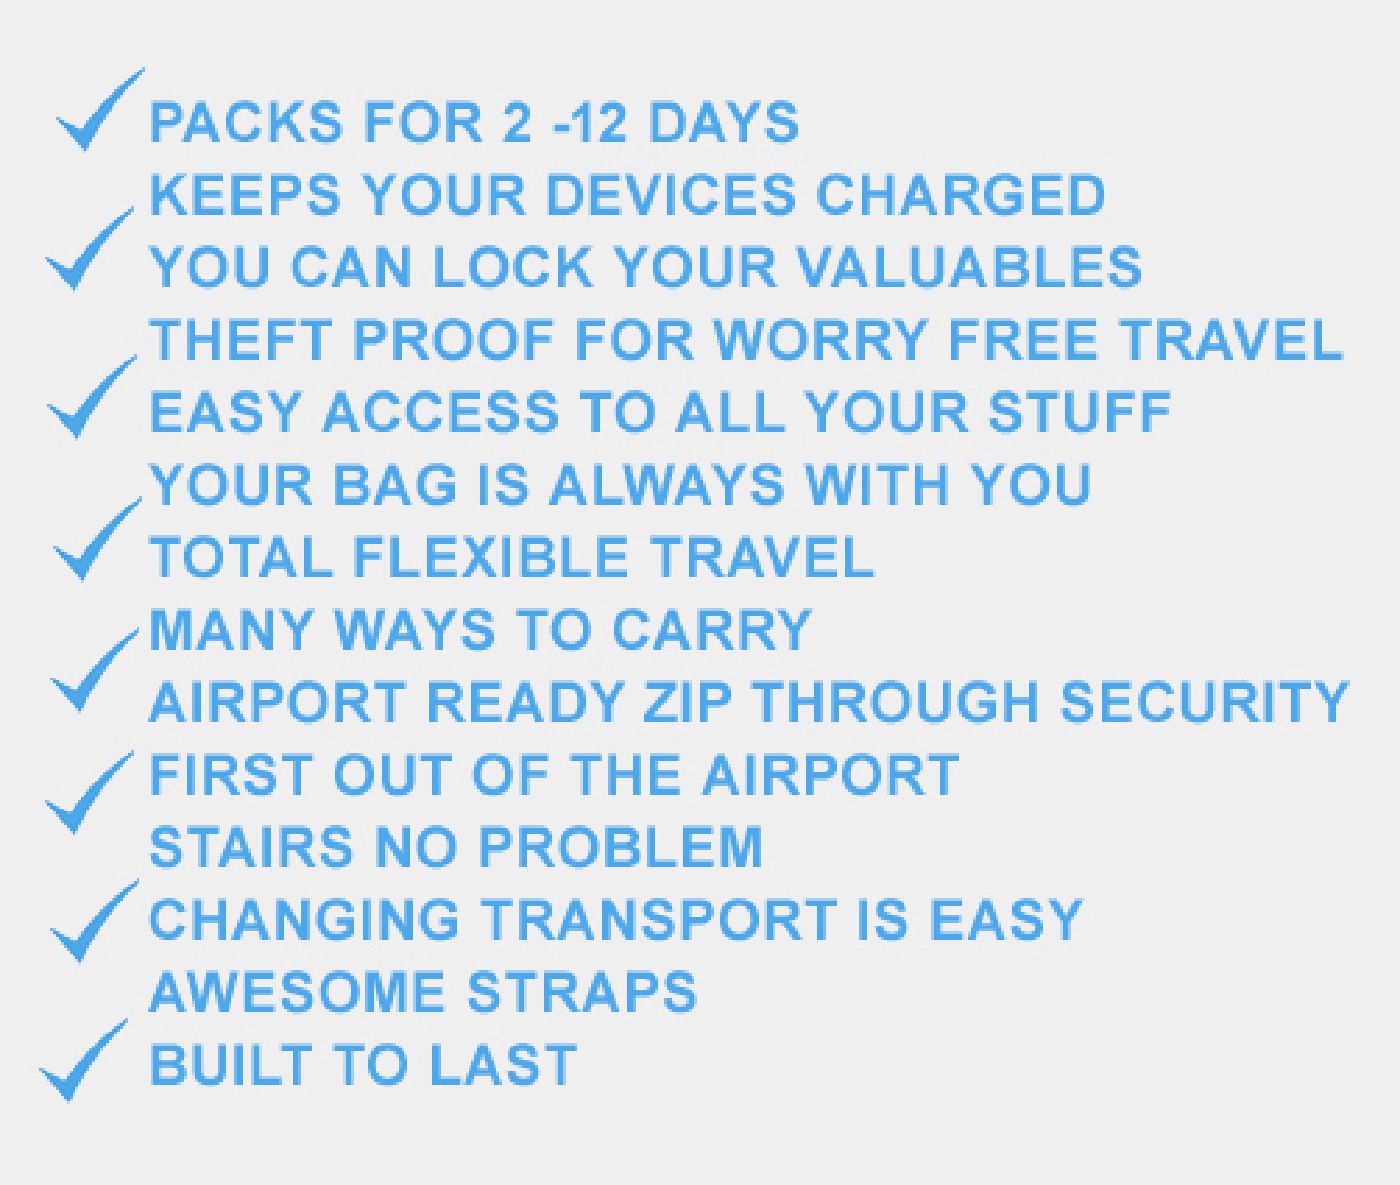 PACKS FOR 2 -12 DAYS
KEEPS YOUR DEVICES CHARGED
YOU CAN LOCK YOUR VALUABLES
THEFT PROOF FOR WORRY FREE TRAVEL
EASY ACCESS TO ALL YOUR STUFF
YOUR BAG IS ALWAYS WITH YOU
TOTAL FLEXIBLE TRAVEL
MANY WAYS TO CARRY
AIRPORT READY ZIP THROUGH SECURITY
FIRST OUT OF THE AIRPORT
STAIRS NO PROBLEM
CHANGING TRANSPORT IS EASY
AWESOME STRAPS
BUILT TO LAST